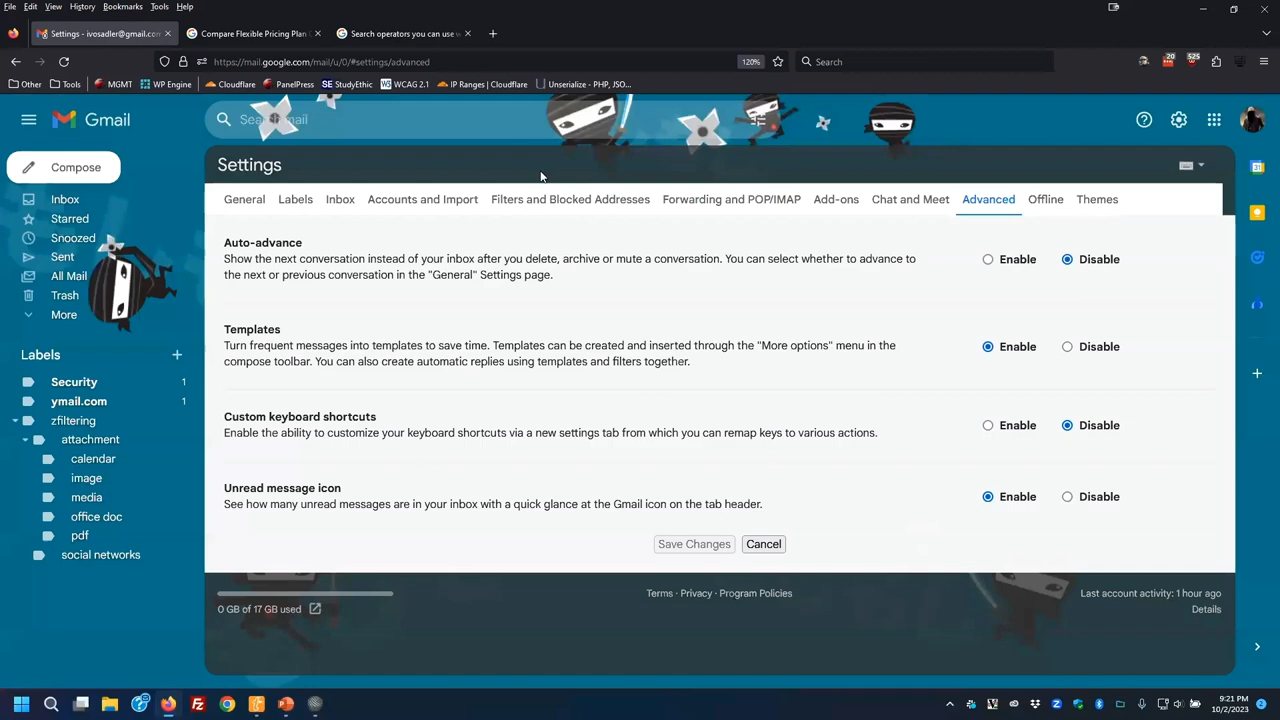 File Edit View History Bookmarks Tools Help
Settings - ivosadler@gmail.com
Compare Flexible Pricing Plan C
Search operators you can use w
https://mail.google.com/mail/u/0/#settings/advanced
120%
Search
20
575
Other
Tools
MGMT
WP Engine
Cloudflare
PanelPress
SE StudyEthic
W3 WCAG 2.1
IP Ranges | Cloudflare
Unserialize - PHP, JSO...
Gmail
Search mail
Compose
Inbox
Starred
Snoozed
Sent
All Mail
Trash
More
Labels
Security 1
ymail.com 1
zfiltering
attachment
calendar
image
media
office doc
pdf
social networks
Settings
General Labels Inbox Accounts and Import Filters and Blocked Addresses Forwarding and POP/IMAP Add-ons Chat and Meet Advanced Offline Themes
Auto-advance
Show the next conversation instead of your inbox after you delete, archive or mute a conversation. You can select whether to advance to
the next or previous conversation in the "General" Settings page.
Enable Disable
Templates
Turn frequent messages into templates to save time. Templates can be created and inserted through the "More options" menu in the
compose toolbar. You can also create automatic replies using templates and filters together.
Enable Disable
Custom keyboard shortcuts
Enable the ability to customize your keyboard shortcuts via a new settings tab from which you can remap keys to various actions.
Enable Disable
Unread message icon
See how many unread messages are in your inbox with a quick glance at the Gmail icon on the tab header.
Enable Disable
Save Changes Cancel
0 GB of 17 GB used
Terms · Privacy · Program Policies
Last account activity: 1 hour ago
Details
31
9:21 PM
10/2/2023